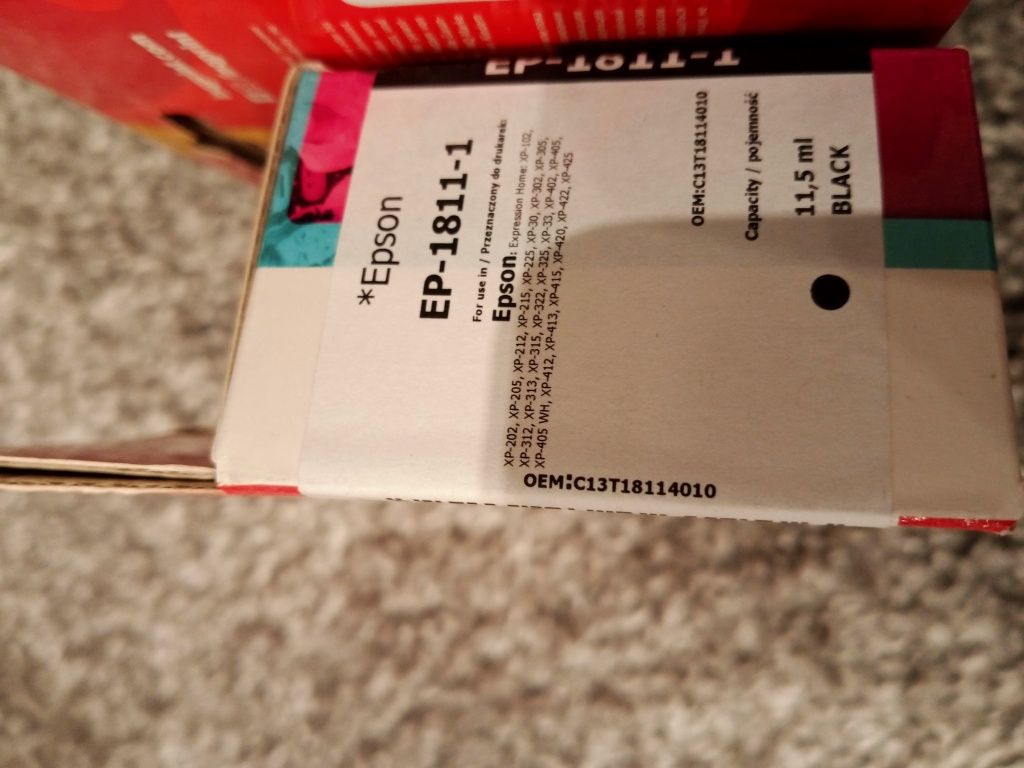 EP-1811-1
*Epson
EP-1811-1
For use in / Przeznaczony do drukarek:
Epson: Expression Home: XP-102,
XP-202, XP-205, XP-212, XP-215, XP-225, XP-30, XP-302, XP-305,
XP-312, XP-313, XP-315, XP-322, XP-325, XP-33, XP-402, XP-405,
XP-405 WH, XP-412, XP-413, XP-415, XP-420, XP-422, XP-425
OEM:C13T18114010
Capacity / pojemność
11,5 ml
BLACK
OEM:C13T18114010